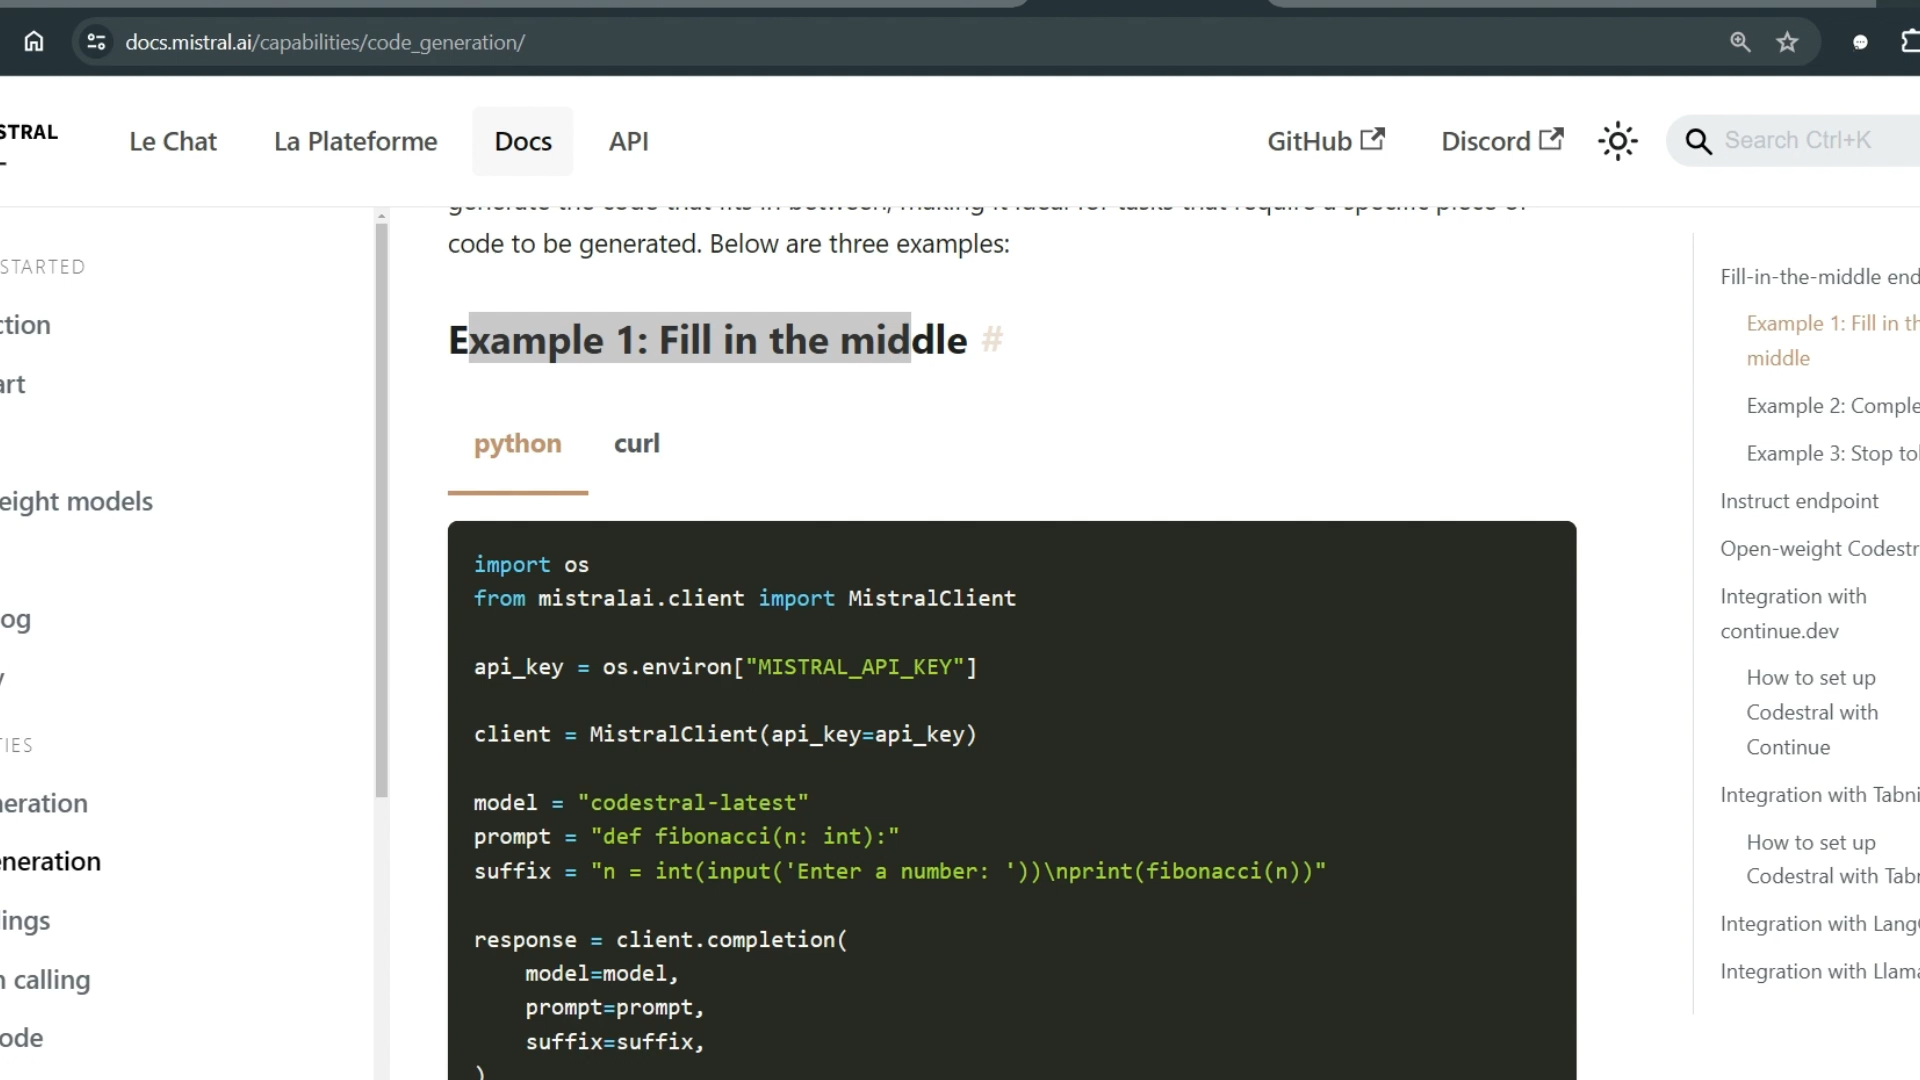 docs.mistral.ai/capabilities/code_generation/
STRAL
Le Chat
La Plateforme
Docs
API
GitHub
Discord
Search Ctrl+K
code to be generated. Below are three examples:
Example 1: Fill in the middle #
python
curl
import os
from mistralai.client import MistralClient
api_key = os.environ["MISTRAL_API_KEY"]
client = MistralClient(api_key=api_key)
model = "codestral-latest"
prompt = "def fibonacci(n: int):"
suffix = "n = int(input('Enter a number: '))\nprint(fibonacci(n))"
response = client.completion(
model=model,
prompt=prompt,
suffix=suffix,
)
STARTED
ction
art
eight models
og
y
TIES
neration
eneration
lings
n calling
ode
Fill-in-the-middle end
Example 1: Fill in th
middle
Example 2: Comple
Example 3: Stop tol
Instruct endpoint
Open-weight Codestr
Integration with
continue.dev
How to set up
Codestral with
Continue
Integration with Tabni
How to set up
Codestral with Tabn
Integration with Lang
Integration with Llama